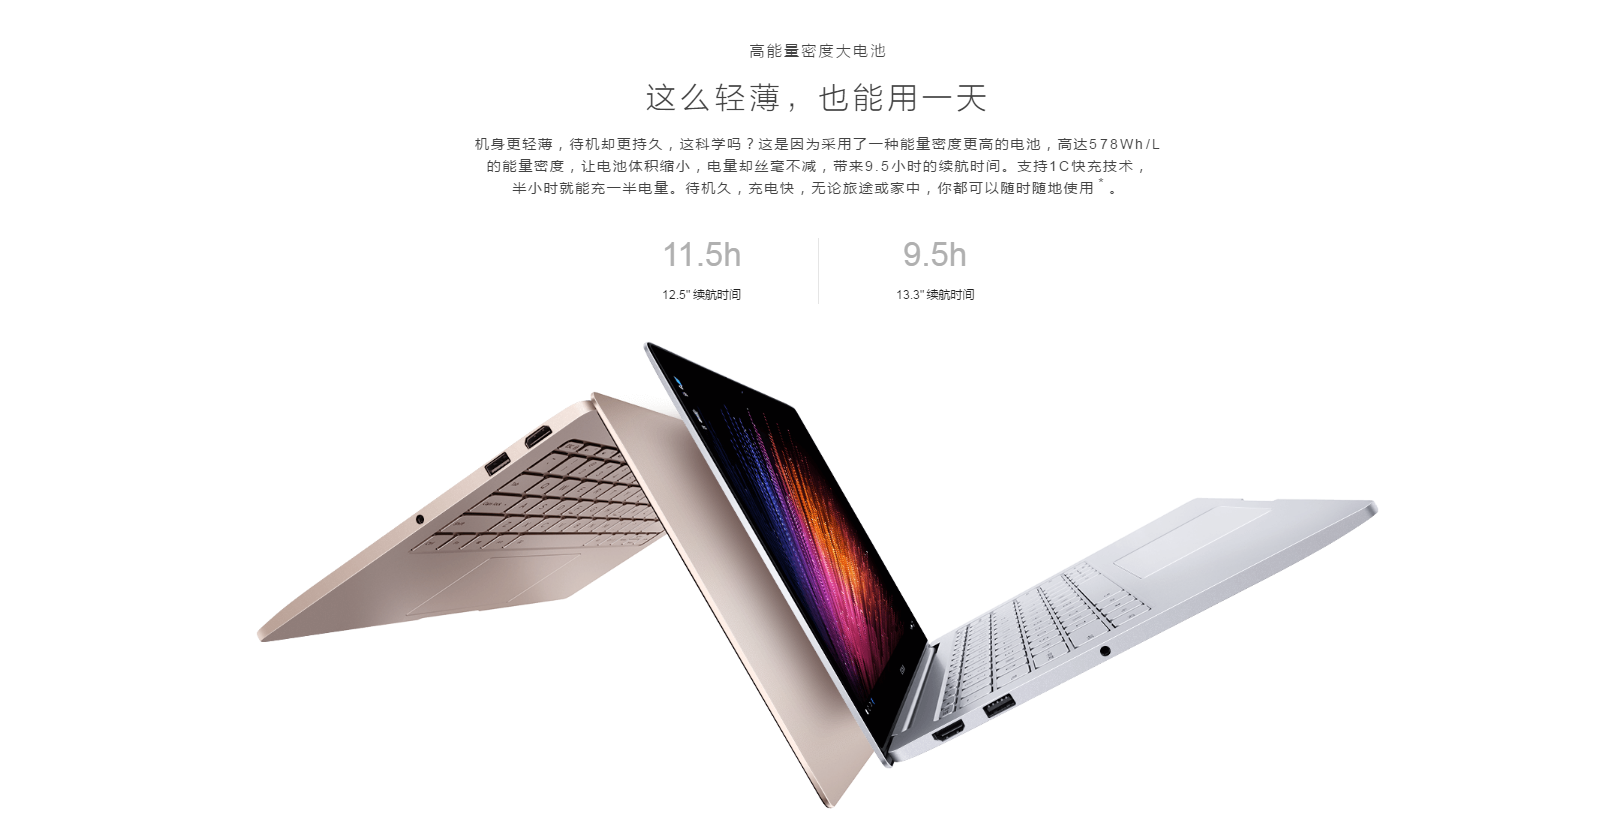 高能量密度大电池
这么轻薄，也能用一天
机身更轻薄，待机却更持久，这科学吗？这是因为采用了一种能量密度更高的电池，高达578Wh/L
的能量密度，让电池体积缩小，电量却丝毫不减，带来9.5小时的续航时间。支持1C快充技术，
半小时就能充一半电量。待机久，充电快，无论旅途或家中，你都可以随时随地使用*。
11.5h
9.5h
12.5" 续航时间
13.3" 续航时间